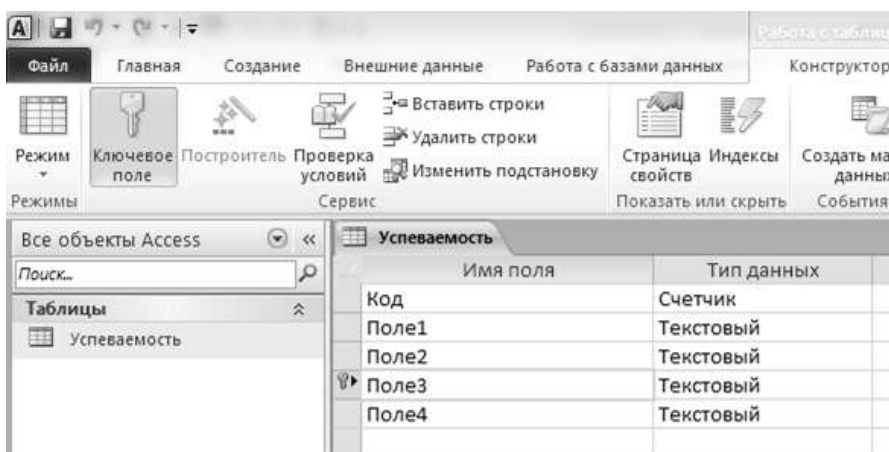 A
Работа с таблиц
Файл Главная Создание Внешние данные Работа с базами данных Конструктор
Режим
Ключевое поле
Построитель
Проверка условий
Вставить строки
Удалить строки
Изменить подстановку
Страница свойств
Индексы
Создать ма
данны
Режимы Сервис Показать или скрыть События
Все объекты Access
Поиск...
Таблицы
Успеваемость
Успеваемость
Имя поля Тип данных
Код Счетчик
Поле1 Текстовый
Поле2 Текстовый
Поле3 Текстовый
Поле4 Текстовый